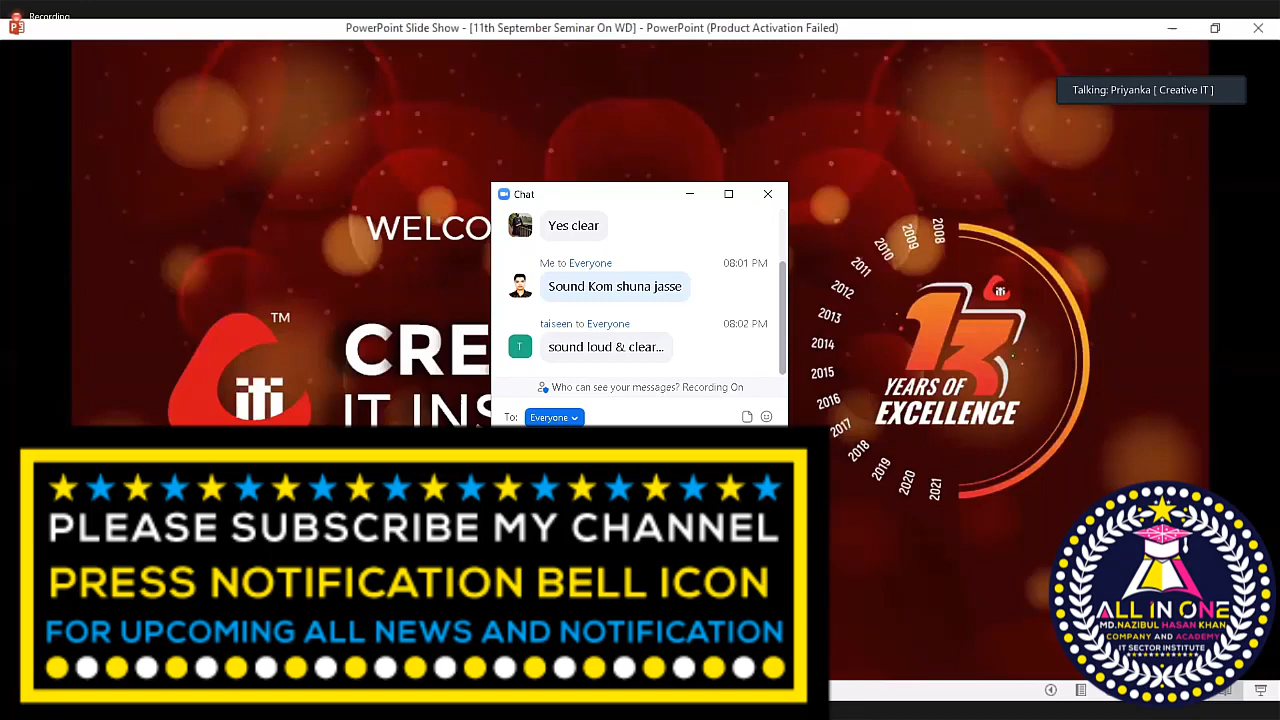 Recording
PowerPoint Slide Show - [11th September Seminar On WD] - PowerPoint (Product Activation Failed)
Talking: Priyanka [ Creative IT ]
Chat
Yes clear
Me to Everyone 08:01 PM
Sound Kom shuna jasse
taiseen to Everyone 08:02 PM
T
sound loud & clear...
Who can see your messages? Recording On
To: Everyone
WELCO
TM
CRE
IT INS
iti
2008
2009
2010
2011
2012
2013
2014
2015
2016
2017
2018
2019
2020
2021
13
YEARS OF
EXCELLENCE
PLEASE SUBSCRIBE MY CHANNEL
PRESS NOTIFICATION BELL ICON
FOR UPCOMING ALL NEWS AND NOTIFICATION
ALL IN ONE
MD.NAZIBUL HASAN KHAN
COMPANY AND ACADEMY
IT SECTOR INSTITUTE